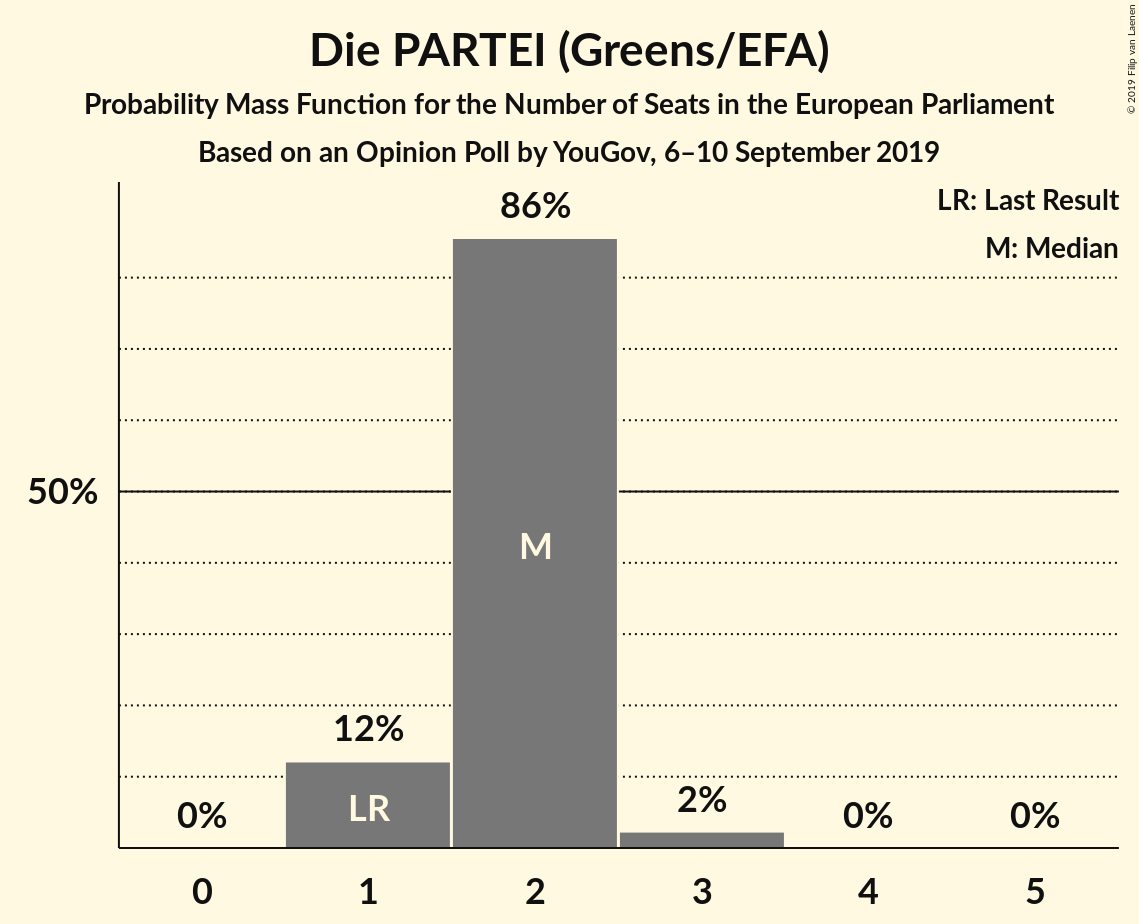 Die PARTEI (Greens/EFA)
Probability Mass Function for the Number of Seats in the European Parliament
Based on an Opinion Poll by YouGov, 6–10 September 2019
© 2019 Filip van Laenen
LR: Last Result
M: Median
86%
50%
M
12%
LR
0%
2%
0%
0%
0 1 2 3 4 5